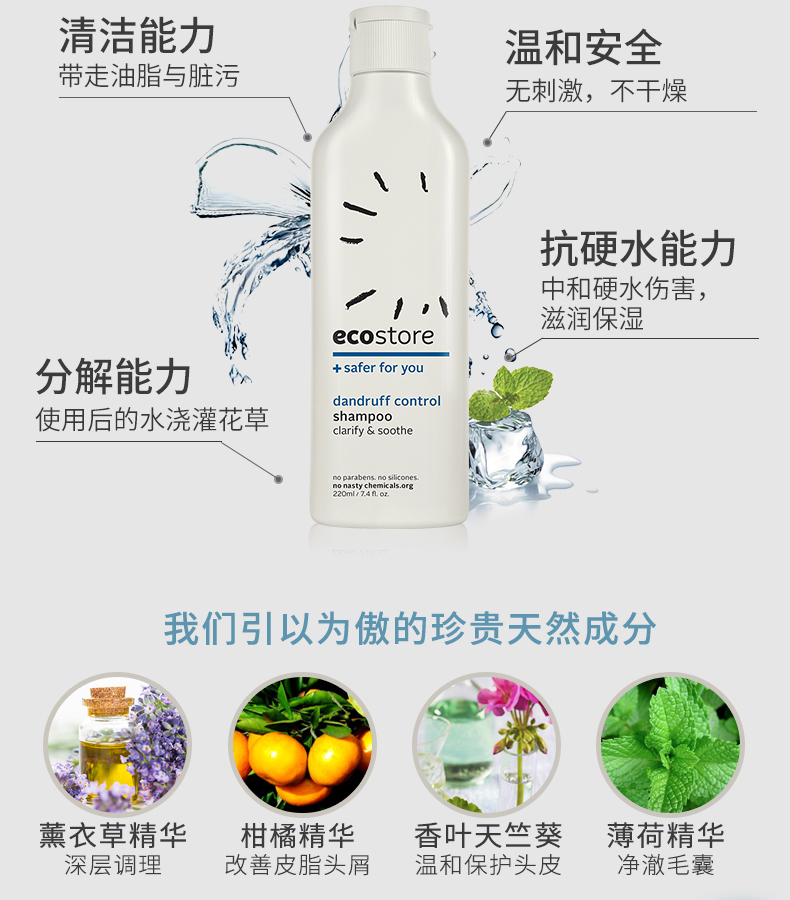 清洁能力
带走油脂与脏污
温和安全
无刺激，不干燥
抗硬水能力
中和硬水伤害，
滋润保湿
分解能力
使用后的水浇灌花草
ecostore
+ safer for you
dandruff control
shampoo
clarify & soothe
no parabens. no silicones.
no nasty chemicals.org
220ml / 7.4 fl. oz.
我们引以为傲的珍贵天然成分
薰衣草精华
深层调理
柑橘精华
改善皮脂头屑
香叶天竺葵
温和保护头皮
薄荷精华
净澈毛囊